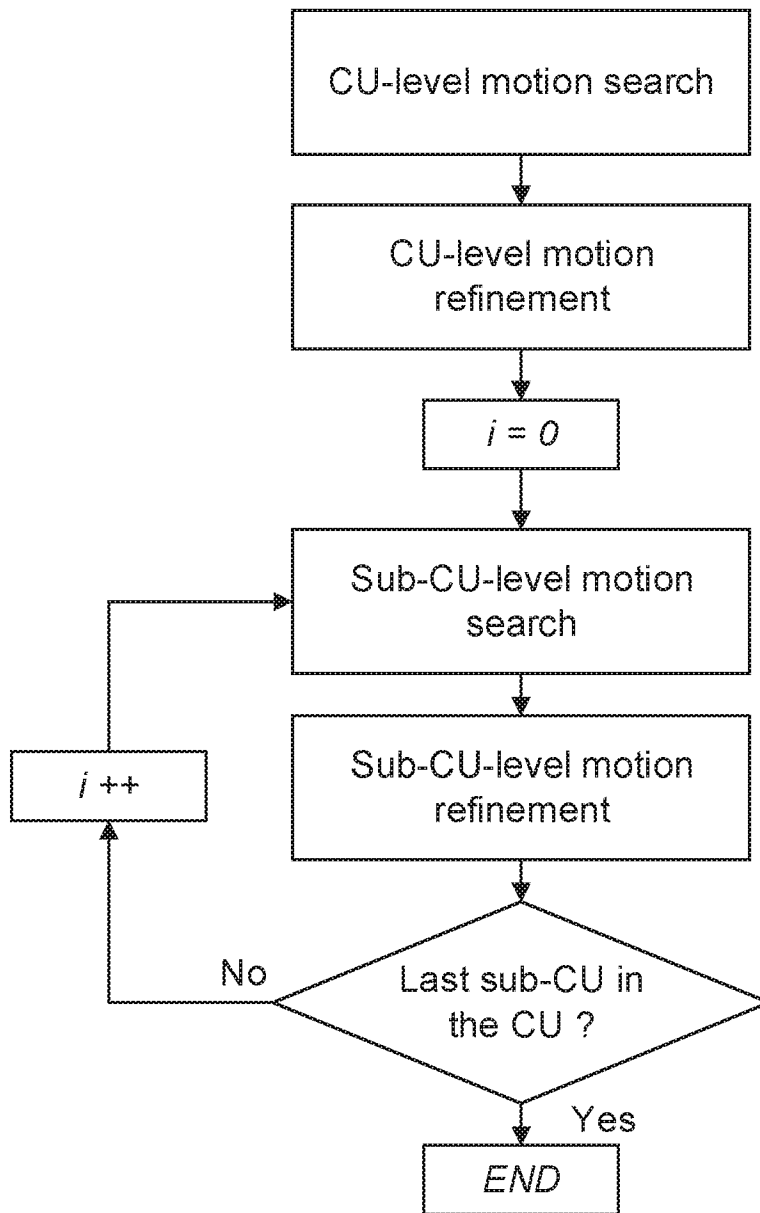 CU-level motion search
CU-level motion
refinement
i = 0
Sub-CU-level motion
search
Sub-CU-level motion
refinement
i ++
Last sub-CU in
the CU ?
No
Yes
END